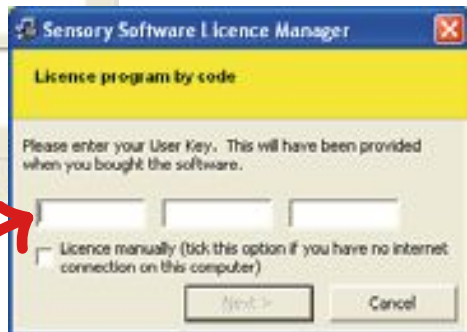 Sensory Software Licence Manager
Licence program by code
Please enter your User Key. This will have been provided
when you bought the software.
Licence manually (tick this option if you have no internet
connection on this computer)
Next > Cancel